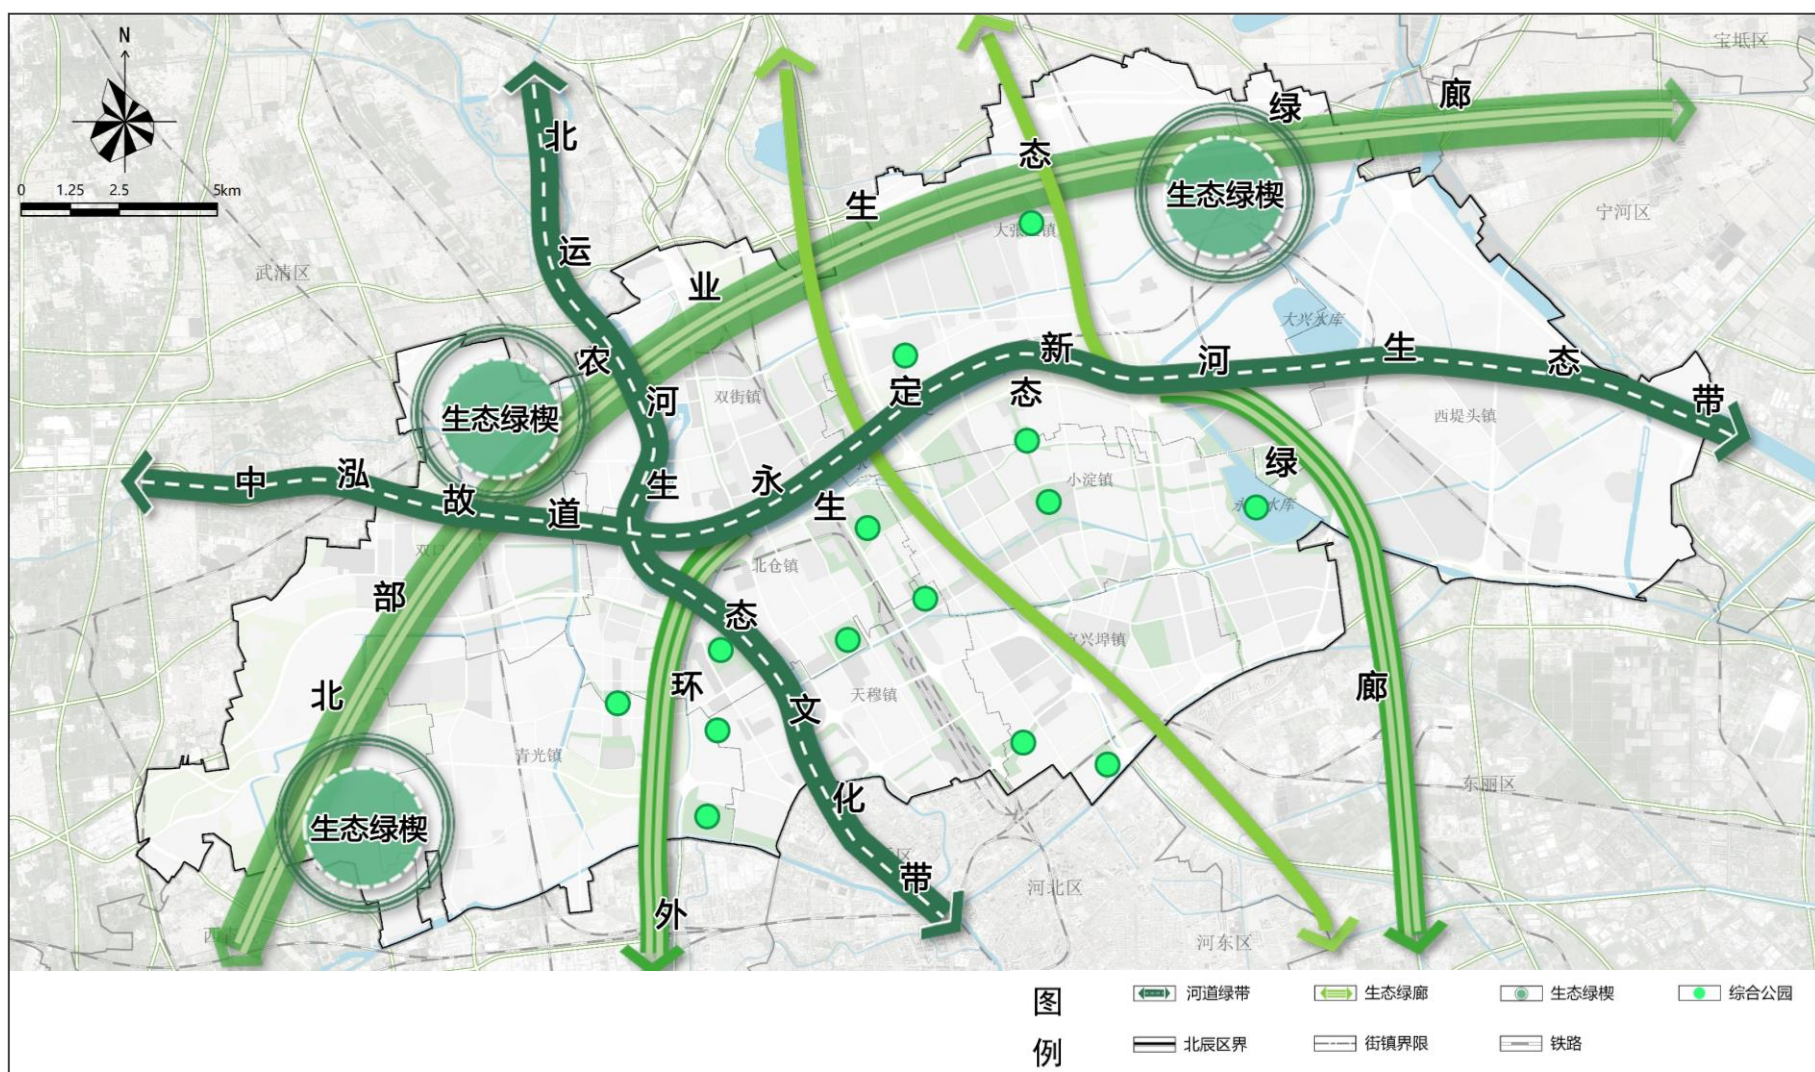 N
0 1.25 2.5 5km
宝坻区
宁河区
武清区
北运河生态文化带
北部农业生态绿廊
中泓故道
永定新河生态带
外环生态绿廊
生态绿楔
生态绿楔
生态绿楔
大兴水库
双街镇
西堤头镇
小淀镇
北仓镇
天穆镇
青光镇
东丽区
河北区
河东区
图例
河道绿带
生态绿廊
生态绿楔
综合公园
北辰区界
街镇界限
铁路